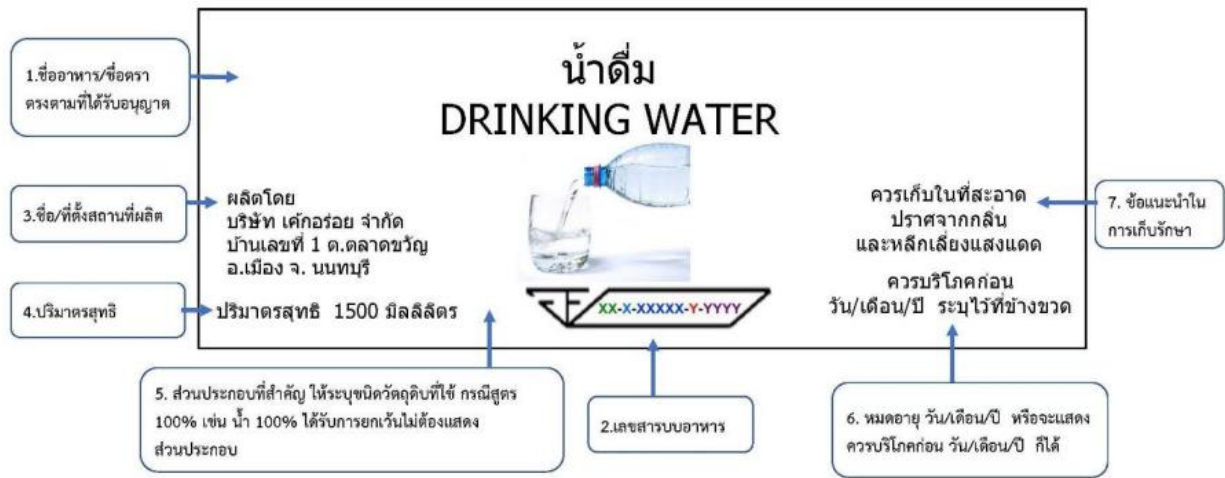 น้ำดื่ม
DRINKING WATER
1.ชื่ออาหาร/ชื่อตรา
ตรงตามที่ได้รับอนุญาต
3.ชื่อ/ที่ตั้งสถานที่ผลิต
ผลิตโดย
บริษัท เค้กอร่อย จำกัด
บ้านเลขที่ 1 ต.ตลาดขวัญ
อ.เมือง จ. นนทบุรี
ควรเก็บในที่สะอาด
ปราศจากกลิ่น
และหลีกเลี่ยงแสงแดด
7. ข้อแนะนำใน
การเก็บรักษา
4.ปริมาตรสุทธิ
ปริมาตรสุทธิ 1500 มิลลิลิตร
XX-X-XXXXX-Y-YYYY
ควรบริโภคก่อน
วัน/เดือน/ปี ระบุไว้ที่ข้างขวด
5. ส่วนประกอบที่สำคัญ ให้ระบุชนิดวัตถุดิบที่ใช้ กรณีสูตร
100% เช่น น้ำ 100% ได้รับการยกเว้นไม่ต้องแสดง
ส่วนประกอบ
2.เลขสารบบอาหาร
6. หมดอายุ วัน/เดือน/ปี หรือจะแสดง
ควรบริโภคก่อน วัน/เดือน/ปี ก็ได้